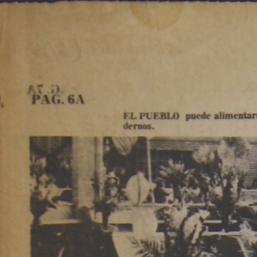 PAG. 6A
EL PUEBLO puede alimentar
dernos.